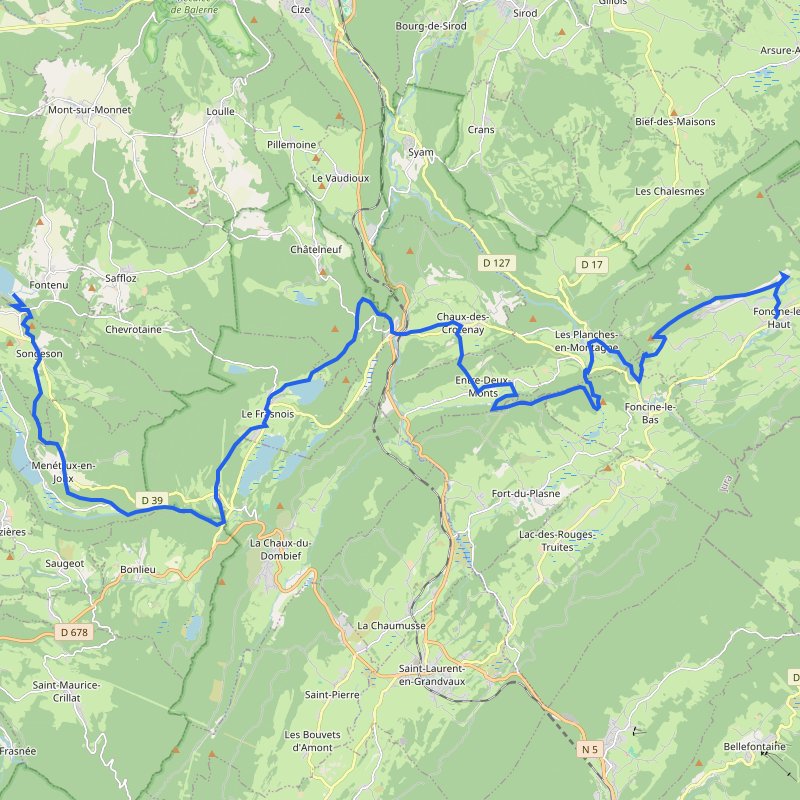 de Balerne
Cize
Bourg-de-Sirod
Sirod
Arsure-A
Mont-sur-Monnet
Loulle
Crans
Bief-des-Maisons
Pillemoine
Syam
Le Vaudioux
Les Chalesmes
Châtelneuf
D 127
D 17
Fontenu
Saffloz
Chevrotaine
Chaux-des-
Crotenay
Foncine-le-
Haut
Les Planches-
en-Montagne
Songeson
Entre-Deux-
Monts
Le Frasnois
Foncine-le-
Bas
Menétrux-en-
Joux
D 39
Fort-du-Plasne
Jura
Lac-des-Rouges-
Truites
zières
Saugeot
Bonlieu
La Chaux-du-
Dombief
D 678
La Chaumusse
Saint-Laurent-
en-Grandvaux
Saint-Maurice-
Crillat
Saint-Pierre
D
Les Bouvets
d'Amont
Frasnée
N 5
Bellefontaine